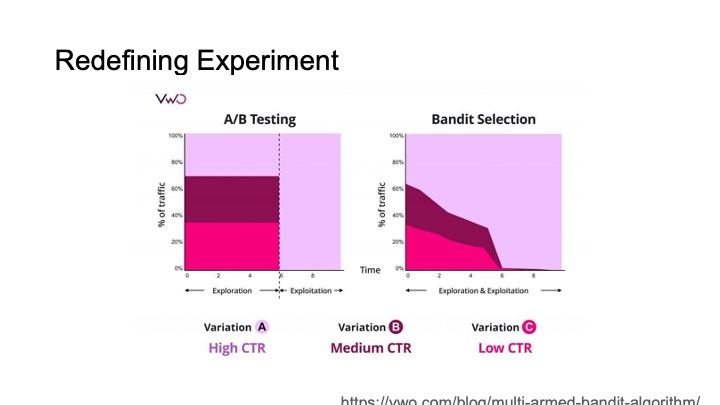 Redefining Experiment
VWO
A/B Testing
100%
80%
60%
40%
20%
0%
% of traffic
0 2 4 6 8
Exploration
Exploitation
Time
Bandit Selection
100%
80%
60%
40%
20%
0%
% of traffic
0 2 4 6 8
Exploration & Exploitation
Variation A
High CTR
Variation B
Medium CTR
Variation C
Low CTR
https://vwo.com/blog/multi-armed-bandit-algorithm/